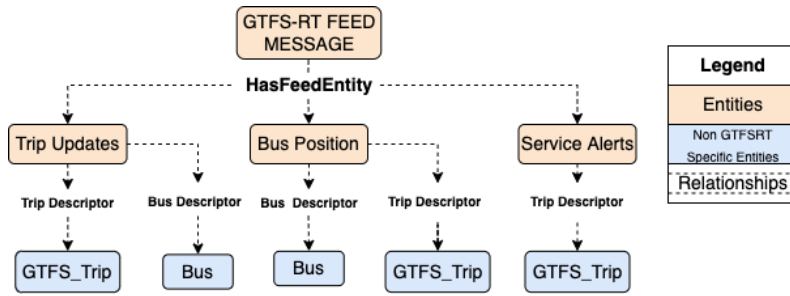 GTFS-RT FEED
MESSAGE
HasFeedEntity
Trip Updates
Bus Position
Service Alerts
Trip Descriptor
Bus Descriptor
Bus Descriptor
Trip Descriptor
Trip Descriptor
GTFS_Trip
Bus
Bus
GTFS_Trip
GTFS_Trip
Legend
Entities
Non GTFSRT
Specific Entities
Relationships